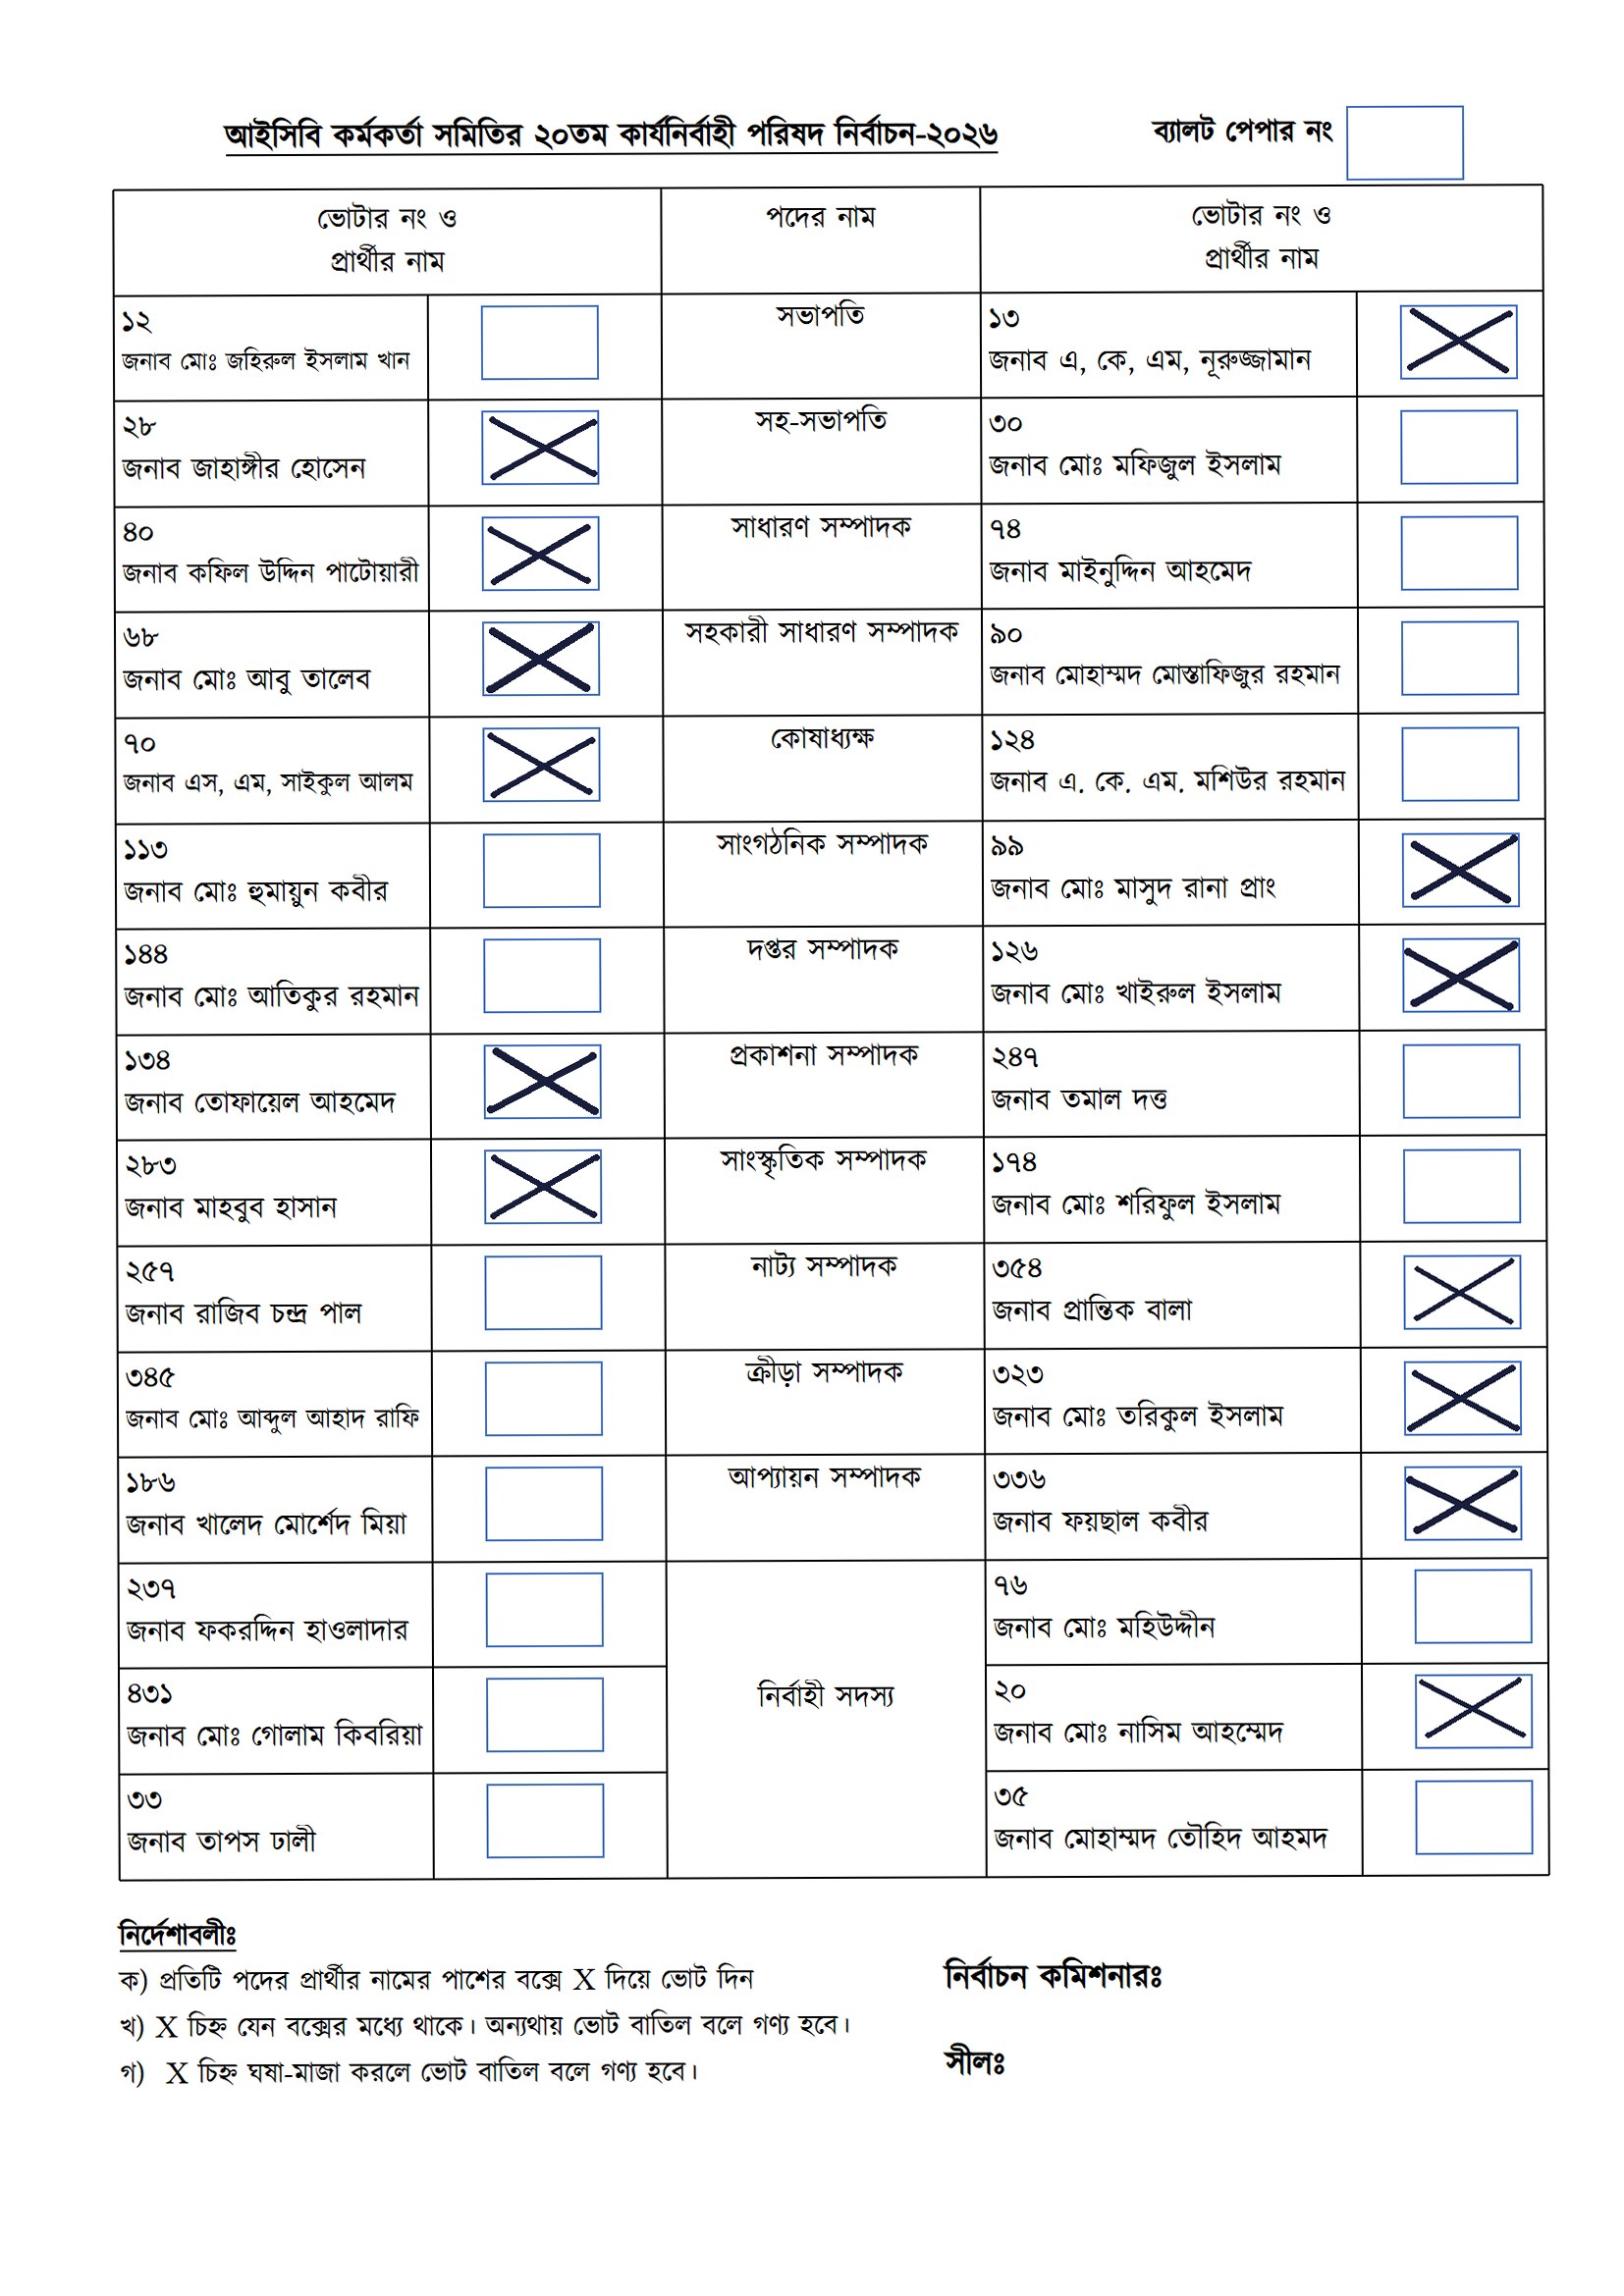 আইসিবি কর্মকর্তা সমিতির ২০তম কার্যনির্বাহী পরিষদ নির্বাচন-২০২৬ ব্যালট পেপার নং
ভোটার নং ও পদের নাম ভোটার নং ও
প্রার্থীর নাম প্রার্থীর নাম
১২ সভাপতি ১৩
জনাব মোঃ জহিরুল ইসলাম খান জনাব এ, কে, এম, নূরুজ্জামান
২৮ সহ-সভাপতি ৩০
জনাব জাহাঙ্গীর হোসেন জনাব মোঃ মফিজুল ইসলাম
৪০ সাধারণ সম্পাদক ৭৪
জনাব কফিল উদ্দিন পাটোয়ারী জনাব মাইনুদ্দিন আহমেদ
৬৮ সহকারী সাধারণ সম্পাদক ৯০
জনাব মোঃ আবু তালেব জনাব মোহাম্মদ মোস্তাফিজুর রহমান
৭০ কোষাধ্যক্ষ ১২৪
জনাব এস, এম, সাইকুল আলম জনাব এ. কে. এম. মশিউর রহমান
১১৩ সাংগঠনিক সম্পাদক ৯৯
জনাব মোঃ হুমায়ুন কবীর জনাব মোঃ মাসুদ রানা প্রাং
১৪৪ দপ্তর সম্পাদক ১২৬
জনাব মোঃ আতিকুর রহমান জনাব মোঃ খাইরুল ইসলাম
১৩৪ প্রকাশনা সম্পাদক ২৪৭
জনাব তোফায়েল আহমেদ জনাব তমাল দত্ত
২৮৩ সাংস্কৃতিক সম্পাদক ১৭৪
জনাব মাহবুব হাসান জনাব মোঃ শরিফুল ইসলাম
২৫৭ নাট্য সম্পাদক ৩৫৪
জনাব রাজিব চন্দ্র পাল জনাব প্রান্তিক বালা
৩৪৫ ক্রীড়া সম্পাদক ৩২৩
জনাব মোঃ আব্দুল আহাদ রাফি জনাব মোঃ তরিকুল ইসলাম
১৮৬ আপ্যায়ন সম্পাদক ৩৩৬
জনাব খালেদ মোর্শেদ মিয়া জনাব ফয়ছাল কবীর
২৩৭ ৭৬
জনাব ফকরদ্দিন হাওলাদার জনাব মোঃ মহিউদ্দীন
৪৩১ নির্বাহী সদস্য ২০
জনাব মোঃ গোলাম কিবরিয়া জনাব মোঃ নাসিম আহম্মেদ
৩৩ ৩৫
জনাব তাপস ঢালী জনাব মোহাম্মদ তৌহিদ আহমদ
নির্দেশাবলীঃ
ক) প্রতিটি পদের প্রার্থীর নামের পাশের বক্সে X দিয়ে ভোট দিন নির্বাচন কমিশনারঃ
খ) X চিহ্ন যেন বক্সের মধ্যে থাকে। অন্যথায় ভোট বাতিল বলে গণ্য হবে।
গ) X চিহ্ন ঘষা-মাজা করলে ভোট বাতিল বলে গণ্য হবে। সীলঃ